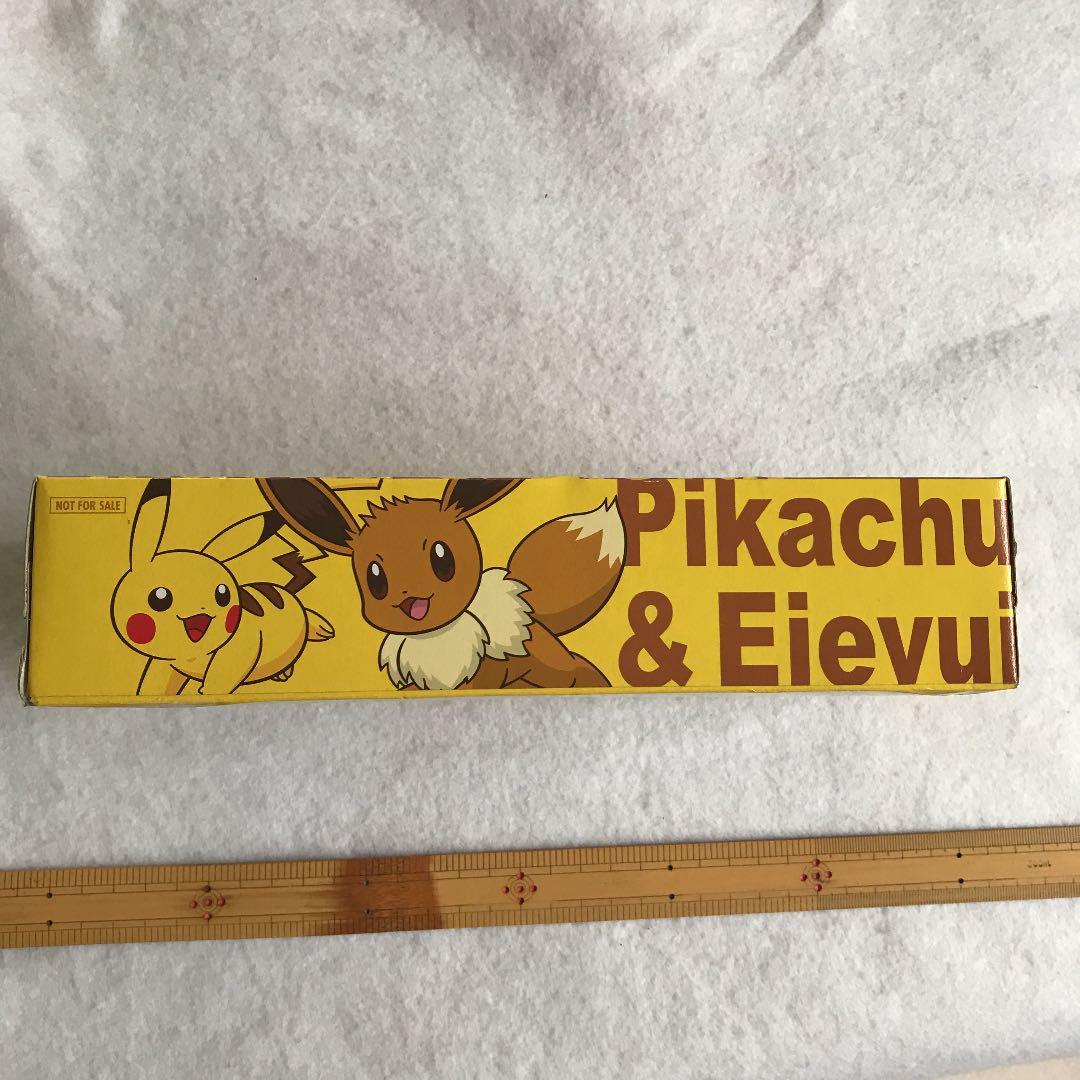 NOT FOR SALE
Pikachu
& Eievui